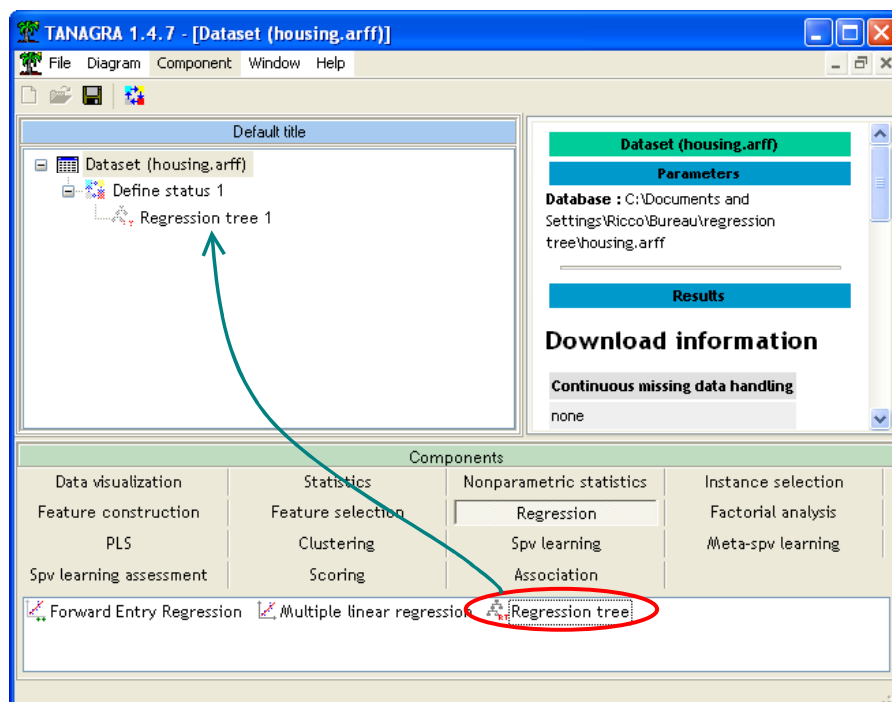 TANAGRA 1.4.7 - [Dataset (housing.arff)]
File Diagram Component Window Help
Default title
Dataset (housing.arff)
Define status 1
Regression tree 1
Dataset (housing.arff)
Parameters
Database : C:\Documents and
Settings\Ricco\Bureau\regression
tree\housing.arff
Results
Download information
Continuous missing data handling
none
Components
Data visualization Statistics Nonparametric statistics Instance selection
Feature construction Feature selection Regression Factorial analysis
PLS Clustering Spv learning Meta-spv learning
Spv learning assessment Scoring Association
Forward Entry Regression Multiple linear regression Regression tree